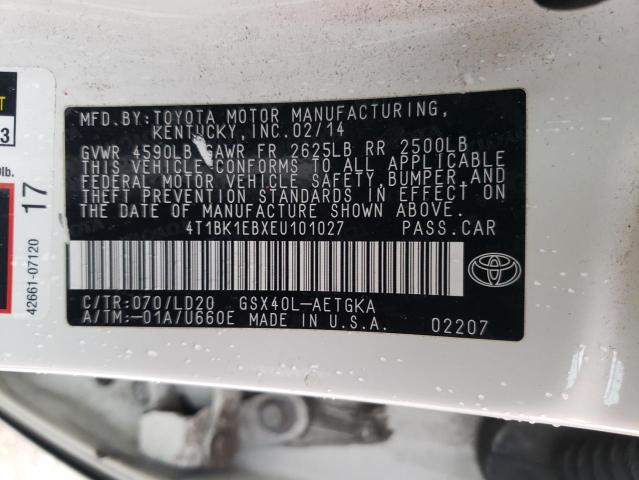 MFD. BY: TOYOTA MOTOR MANUFACTURING,
KENTUCKY, INC. 02/14
GVWR 4590LB GAWR FR 2625LB RR 2500LB
THIS VEHICLE CONFORMS TO ALL APPLICABLE
FEDERAL MOTOR VEHICLE SAFETY, BUMPER, AND
THEFT PREVENTION STANDARDS IN EFFECT ON
THE DATE OF MANUFACTURE SHOWN ABOVE.
4T1BK1EBXEU101027 PASS.CAR
C/TR:070/LD20 GSX40L-AETGKA
A/TM:-01A/U660E MADE IN U.S.A. 02207
3
lb.
17
42661-07120